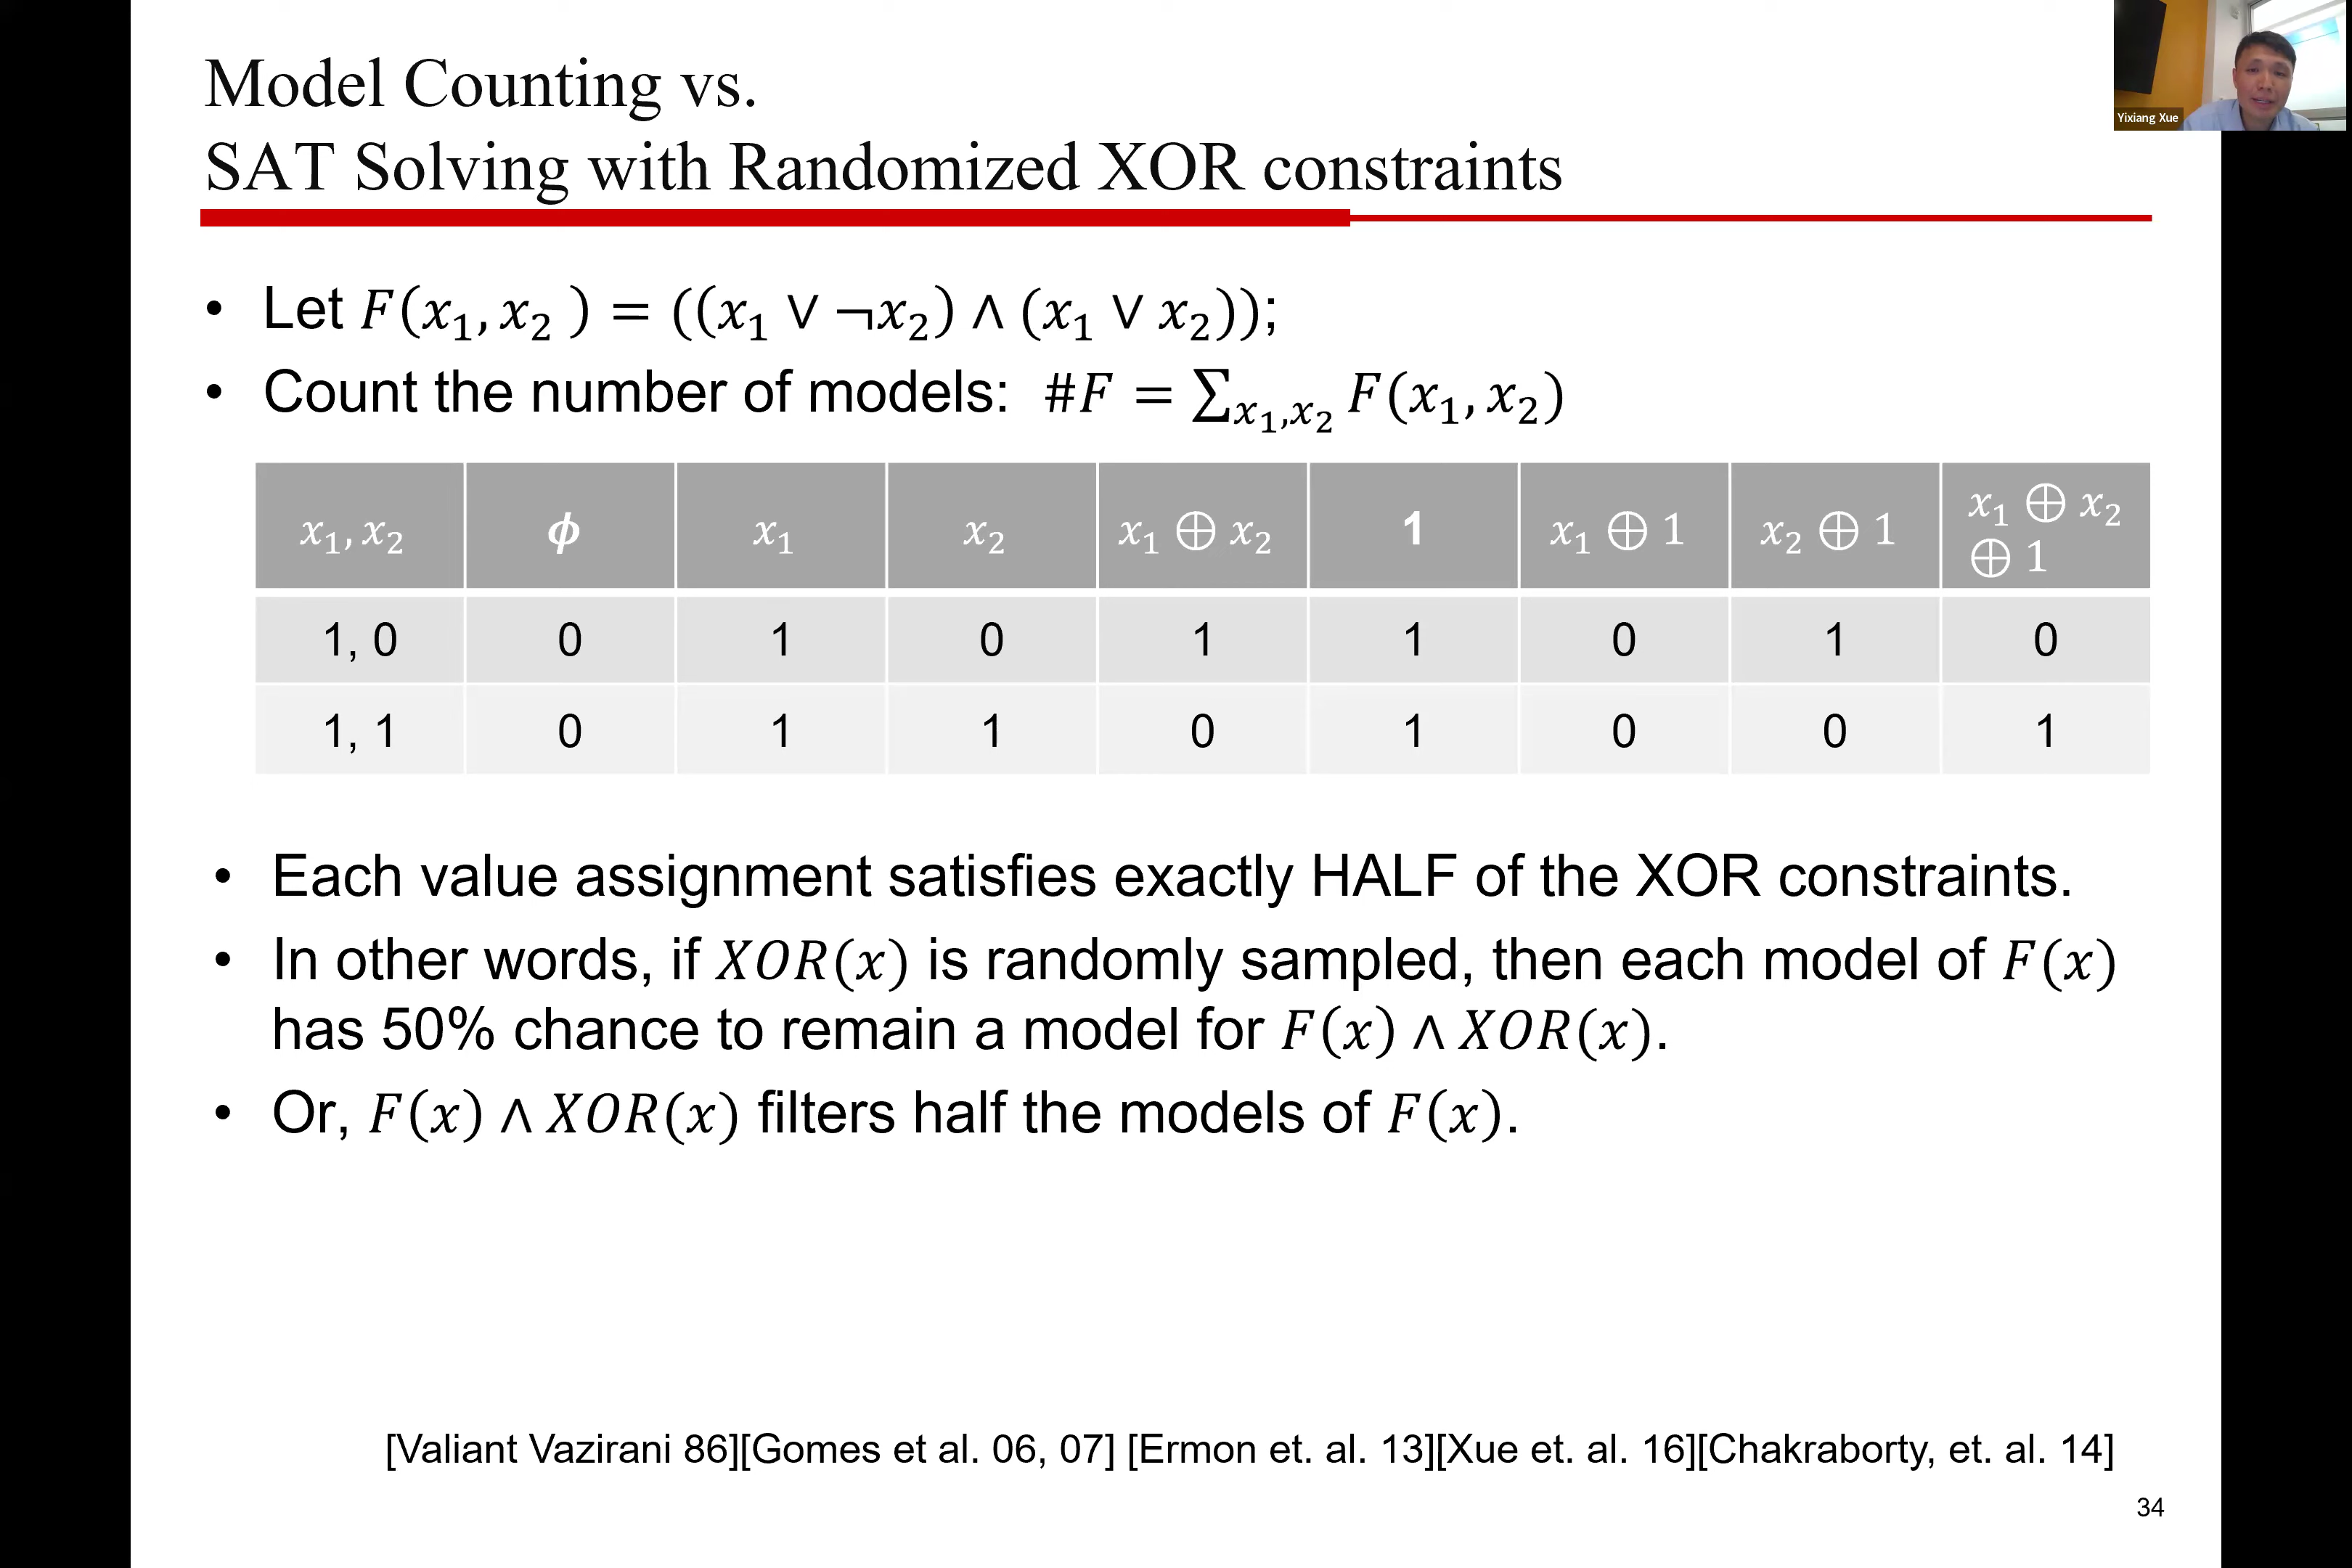 Yixiang Xue
Model Counting vs.
SAT Solving with Randomized XOR constraints
• Let F(x₁, x₂ ) = ((x₁ ∨ ¬x₂) ∧ (x₁ ∨ x₂));
• Count the number of models: #F = ∑ₓ₁,ₓ₂ F(x₁, x₂)
x₁, x₂ ϕ x₁ x₂ x₁ ⊕ x₂ 1 x₁ ⊕ 1 x₂ ⊕ 1 x₁ ⊕ x₂ ⊕ 1
1, 0 0 1 0 1 1 0 1 0
1, 1 0 1 1 0 1 0 0 1
• Each value assignment satisfies exactly HALF of the XOR constraints.
• In other words, if XOR(x) is randomly sampled, then each model of F(x)
has 50% chance to remain a model for F(x) ∧ XOR(x).
• Or, F(x) ∧ XOR(x) filters half the models of F(x).
[Valiant Vazirani 86][Gomes et al. 06, 07] [Ermon et. al. 13][Xue et. al. 16][Chakraborty, et. al. 14]
34